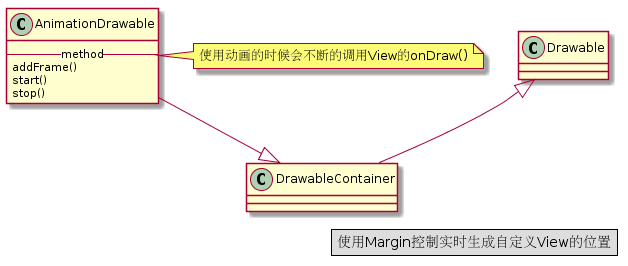 C AnimationDrawable
method
addFrame()
start()
stop()
使用动画的时候会不断的调用View的onDraw()
C Drawable
C DrawableContainer
使用Margin控制实时生成自定义View的位置